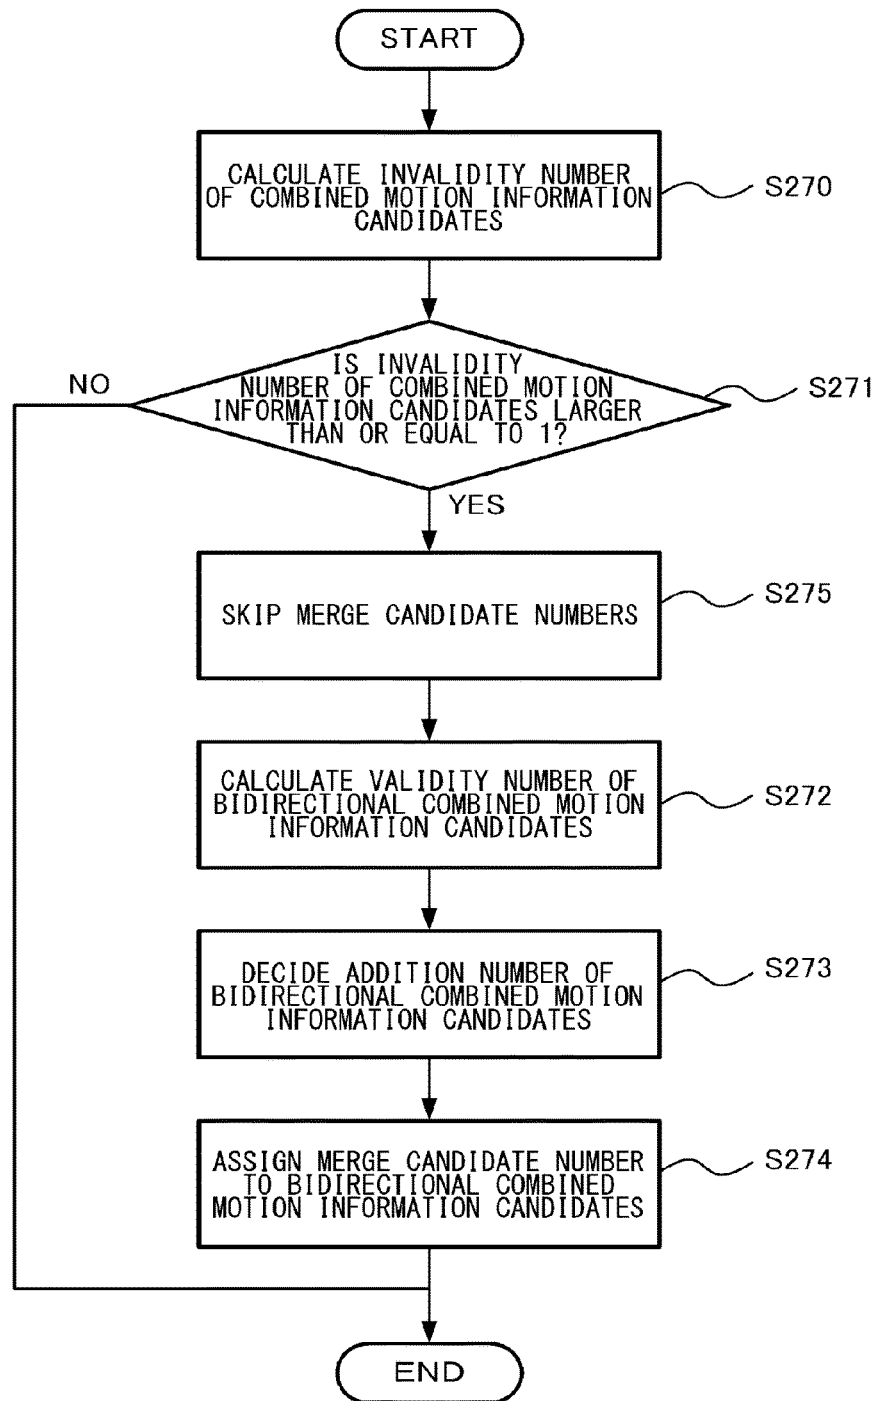 START
CALCULATE INVALIDITY NUMBER
OF COMBINED MOTION INFORMATION
CANDIDATES
S270
IS INVALIDITY
NUMBER OF COMBINED MOTION
INFORMATION CANDIDATES LARGER
THAN OR EQUAL TO 1?
S271
NO
YES
SKIP MERGE CANDIDATE NUMBERS
S275
CALCULATE VALIDITY NUMBER OF
BIDIRECTIONAL COMBINED MOTION
INFORMATION CANDIDATES
S272
DECIDE ADDITION NUMBER OF
BIDIRECTIONAL COMBINED MOTION
INFORMATION CANDIDATES
S273
ASSIGN MERGE CANDIDATE NUMBER
TO BIDIRECTIONAL COMBINED
MOTION INFORMATION CANDIDATES
S274
END